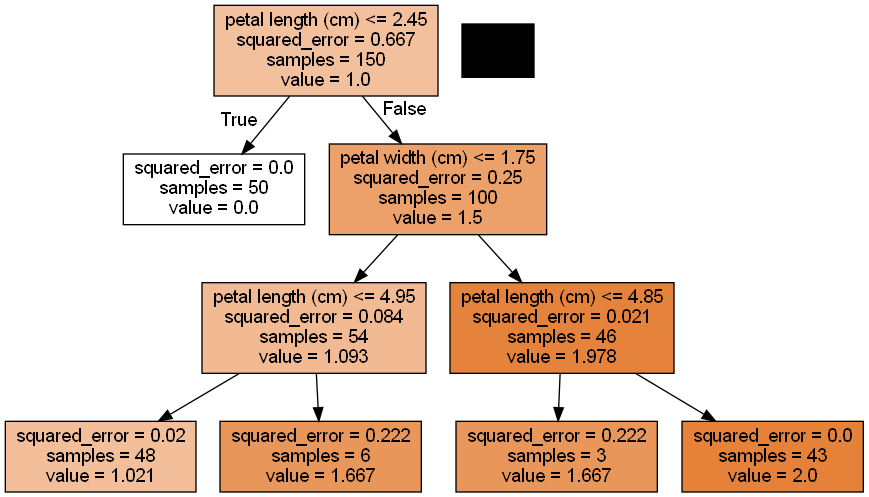 petal length (cm) <= 2.45
squared_error = 0.667
samples = 150
value = 1.0
True
False
squared_error = 0.0
samples = 50
value = 0.0
petal width (cm) <= 1.75
squared_error = 0.25
samples = 100
value = 1.5
petal length (cm) <= 4.95
squared_error = 0.084
samples = 54
value = 1.093
petal length (cm) <= 4.85
squared_error = 0.021
samples = 46
value = 1.978
squared_error = 0.02
samples = 48
value = 1.021
squared_error = 0.222
samples = 6
value = 1.667
squared_error = 0.222
samples = 3
value = 1.667
squared_error = 0.0
samples = 43
value = 2.0